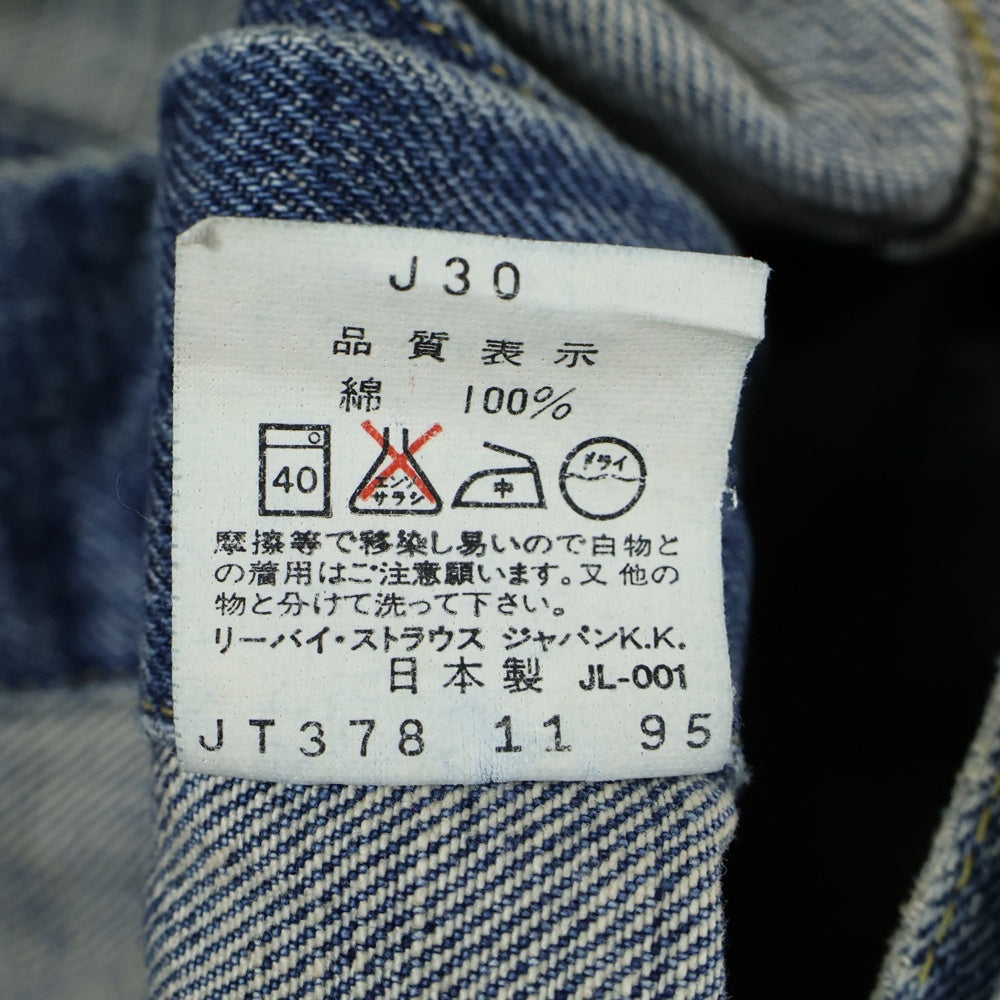 J30
品質表示
綿 100%
40 エンソ サラシ 中 ドライ
摩擦等で移染し易いので白物と
の着用はご注意願います。又他の
物と分けて洗って下さい。
リーバイ・ストラウス ジャパンK.K.
日本製 JL-001
JT378 11 95